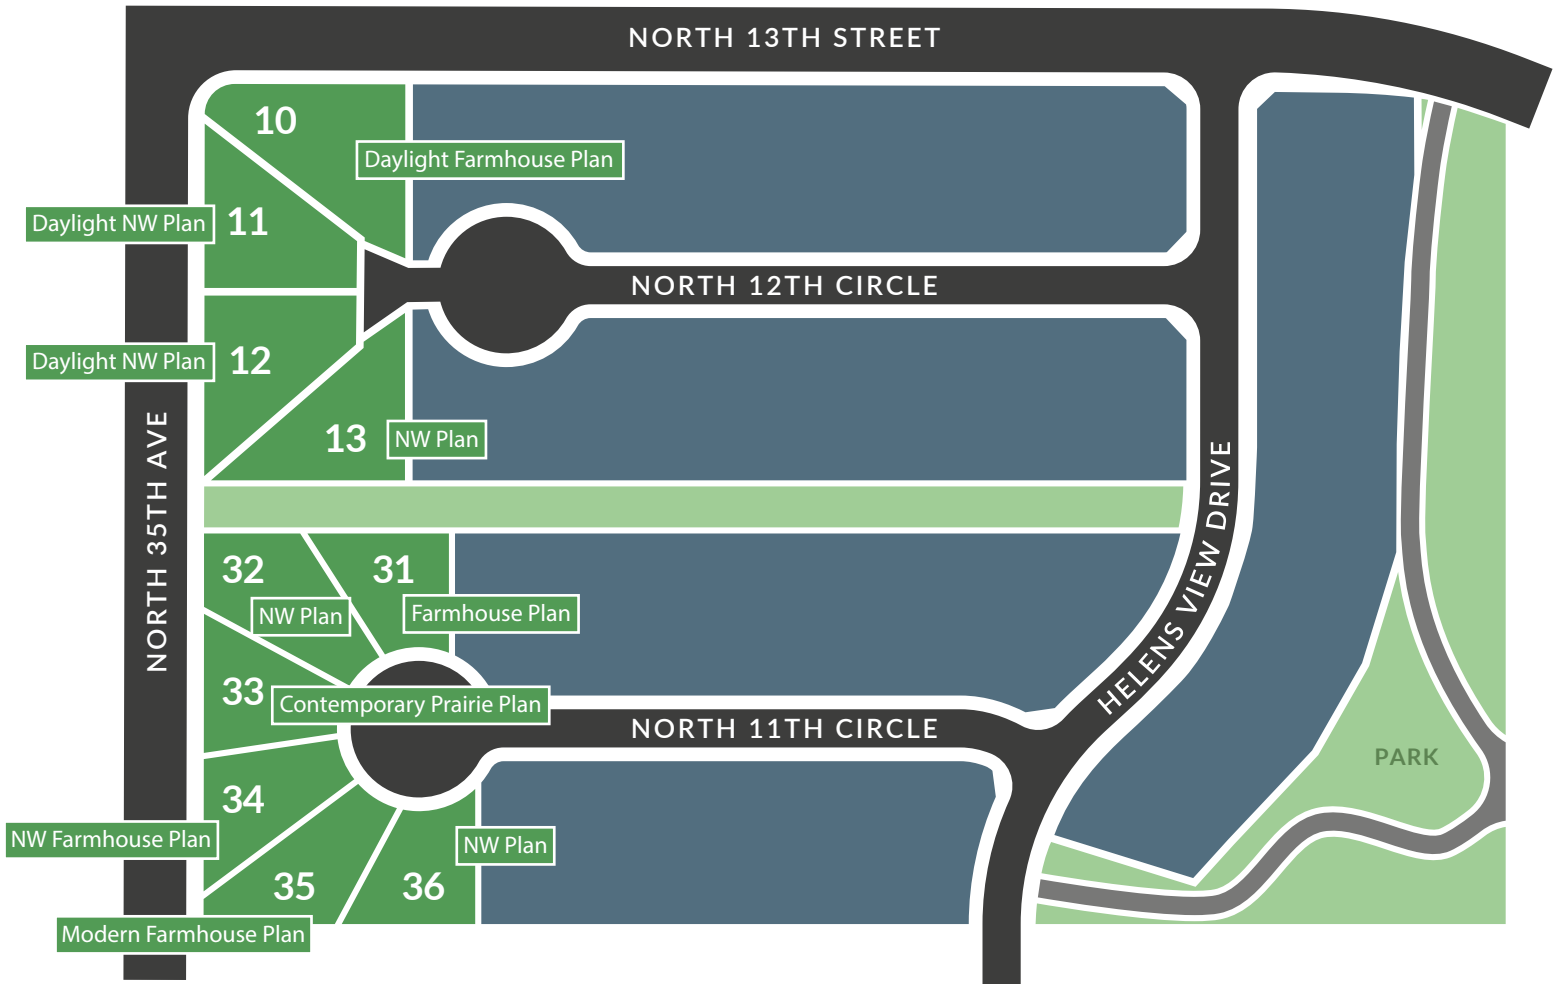 NORTH 13TH STREET
10
Daylight Farmhouse Plan
Daylight NW Plan
11
NORTH 12TH CIRCLE
Daylight NW Plan
12
13
NW Plan
NORTH 35TH AVE
HELENS VIEW DRIVE
32
31
NW Plan
Farmhouse Plan
33
Contemporary Prairie Plan
NORTH 11TH CIRCLE
PARK
34
NW Farmhouse Plan
NW Plan
35
36
Modern Farmhouse Plan